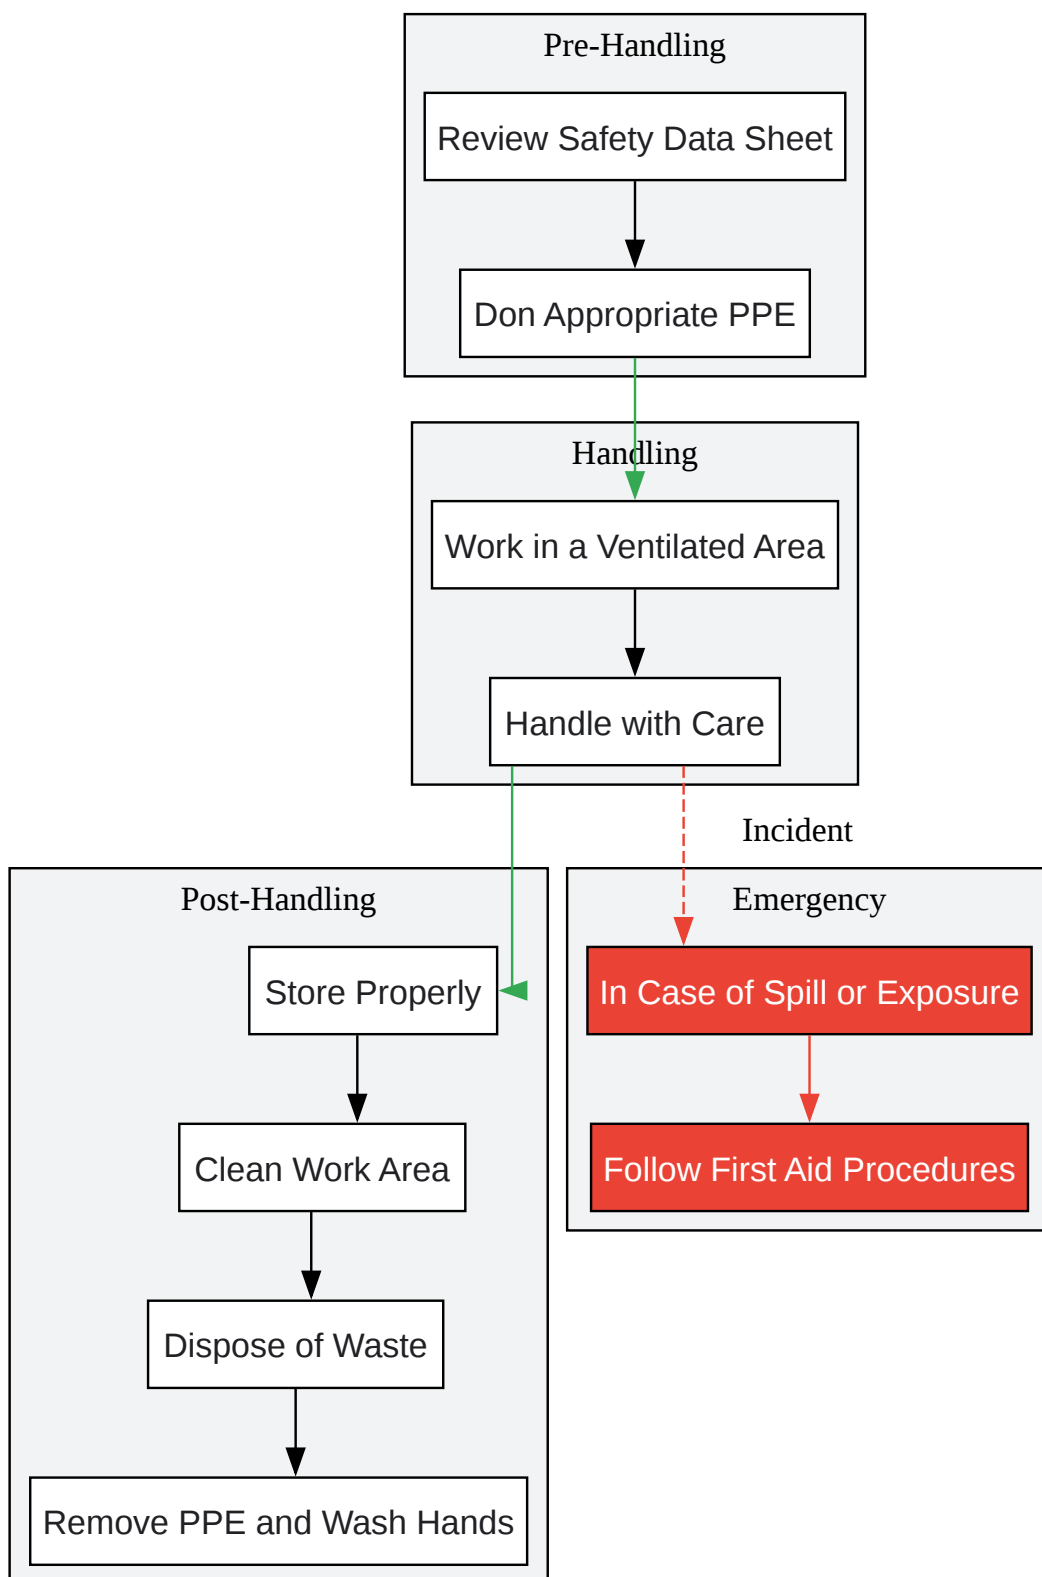 Pre-Handling
Review Safety Data Sheet
Don Appropriate PPE
Handling
Work in a Ventilated Area
Handle with Care
Incident
Post-Handling
Store Properly
Clean Work Area
Dispose of Waste
Remove PPE and Wash Hands
Emergency
In Case of Spill or Exposure
Follow First Aid Procedures